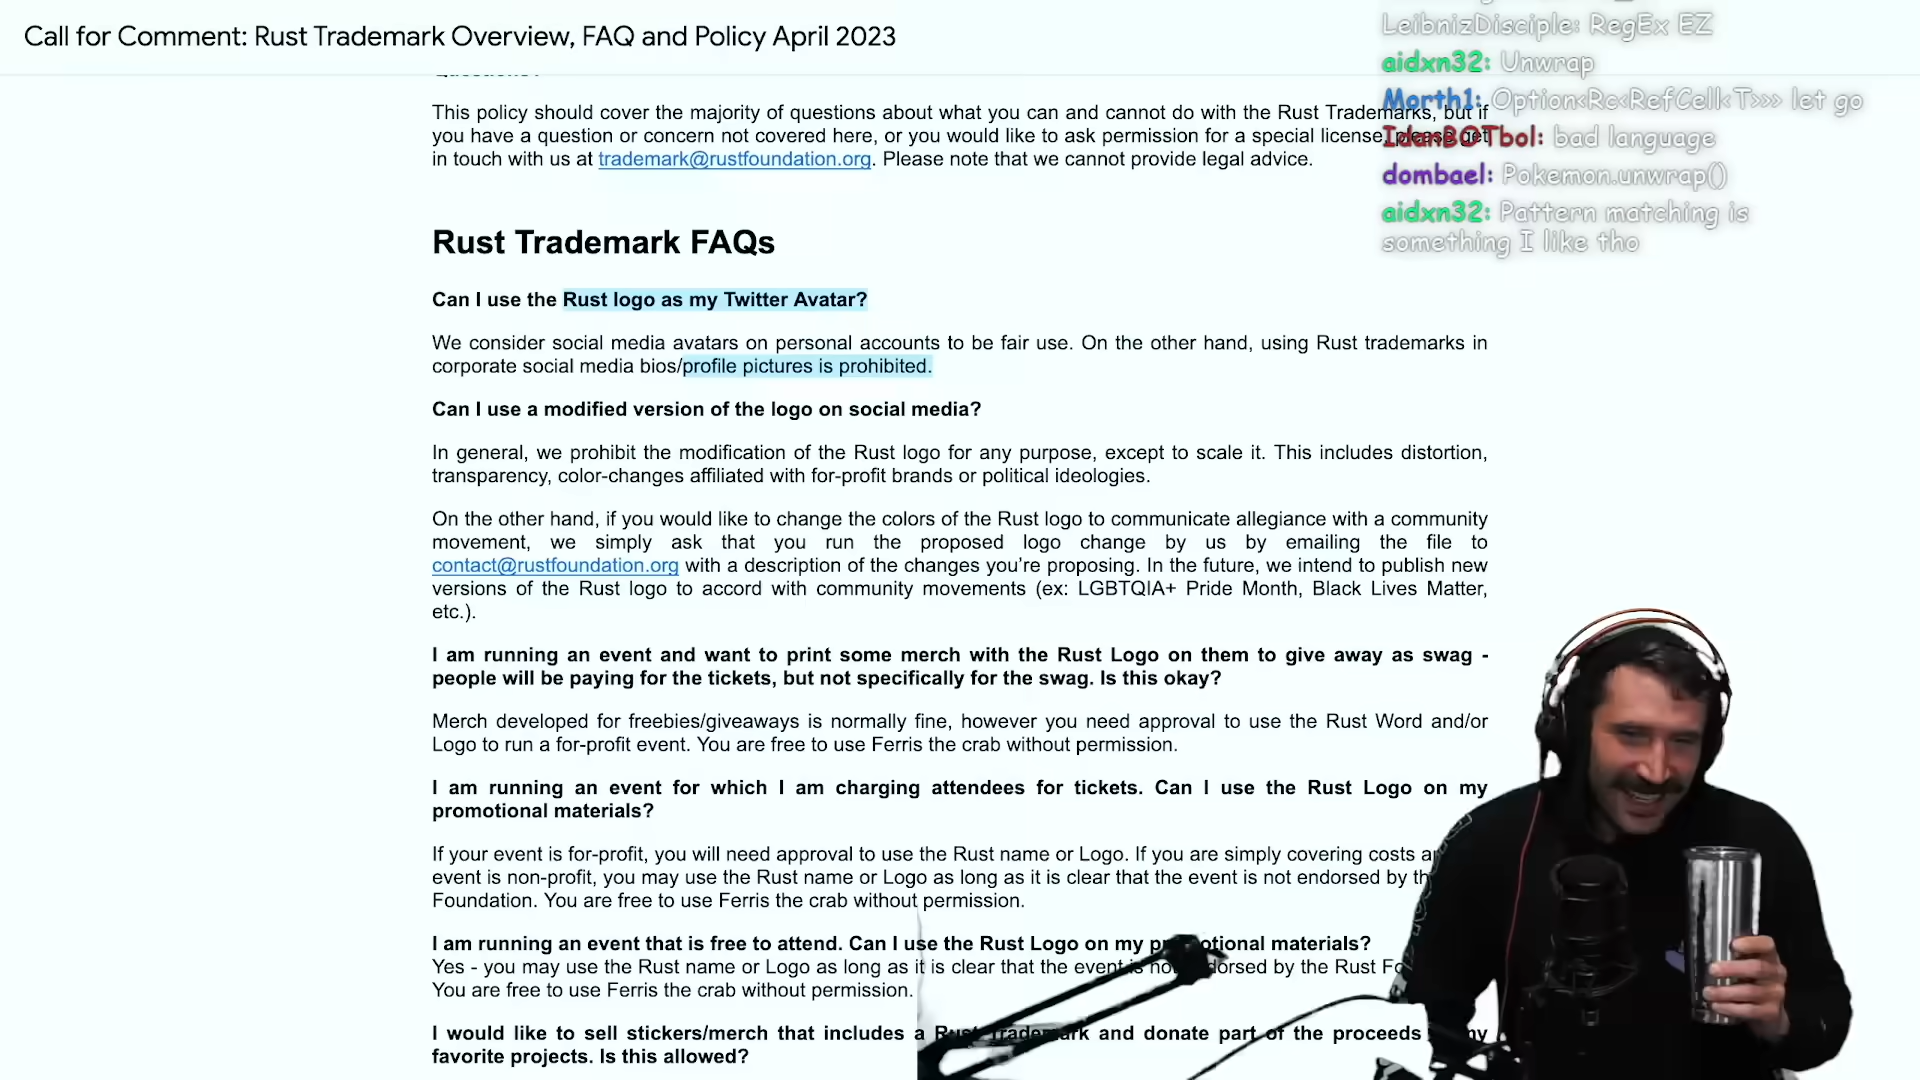 Call for Comment: Rust Trademark Overview, FAQ and Policy April 2023
This policy should cover the majority of questions about what you can and cannot do with the Rust Trademarks, but if
you have a question or concern not covered here, or you would like to ask permission for a special license, please get
in touch with us at trademark@rustfoundation.org. Please note that we cannot provide legal advice.
Rust Trademark FAQs
Can I use the Rust logo as my Twitter Avatar?
We consider social media avatars on personal accounts to be fair use. On the other hand, using Rust trademarks in
corporate social media bios/profile pictures is prohibited.
Can I use a modified version of the logo on social media?
In general, we prohibit the modification of the Rust logo for any purpose, except to scale it. This includes distortion,
transparency, color-changes affiliated with for-profit brands or political ideologies.
On the other hand, if you would like to change the colors of the Rust logo to communicate allegiance with a community
movement, we simply ask that you run the proposed logo change by us by emailing the file to
contact@rustfoundation.org with a description of the changes you're proposing. In the future, we intend to publish new
versions of the Rust logo to accord with community movements (ex: LGBTQIA+ Pride Month, Black Lives Matter,
etc.).
I am running an event and want to print some merch with the Rust Logo on them to give away as swag -
people will be paying for the tickets, but not specifically for the swag. Is this okay?
Merch developed for freebies/giveaways is normally fine, however you need approval to use the Rust Word and/or
Logo to run a for-profit event. You are free to use Ferris the crab without permission.
I am running an event for which I am charging attendees for tickets. Can I use the Rust Logo on my
promotional materials?
If your event is for-profit, you will need approval to use the Rust name or Logo. If you are simply covering costs
event is non-profit, you may use the Rust name or Logo as long as it is clear that the event is not endorsed by
Foundation. You are free to use Ferris the crab without permission.
I am running an event that is free to attend. Can I use the Rust Logo on my promotional materials?
Yes - you may use the Rust name or Logo as long as it is clear that the event is not endorsed by the Rust
You are free to use Ferris the crab without permission.
I would like to sell stickers/merch that includes a Rust Trademark and donate part of the proceeds
favorite projects. Is this allowed?
LeibnizDisciple: RegEx EZ
aidxn32: Unwrap
Morth1: Option<Rc<RefCell<T>>> let go
IdanBOTbol: bad language
dombael: Pokemon.unwrap()
aidxn32: Pattern matching is
something I like tho